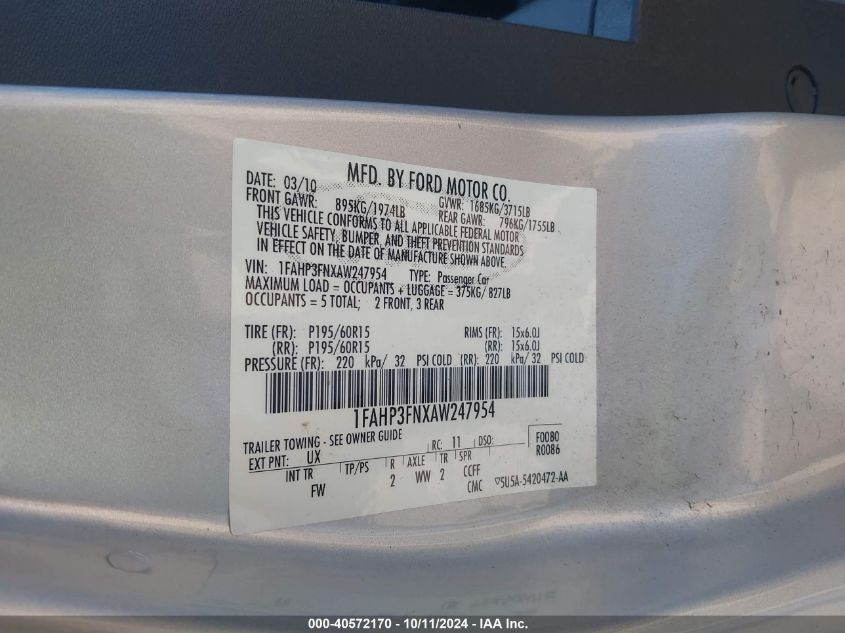 MFD. BY FORD MOTOR CO.
DATE: 03/10 GVWR: 1685KG/3715LB
FRONT GAWR: 895KG/1974LB REAR GAWR: 796KG/1755LB
THIS VEHICLE CONFORMS TO ALL APPLICABLE FEDERAL MOTOR
VEHICLE SAFETY, BUMPER, AND THEFT PREVENTION STANDARDS
IN EFFECT ON THE DATE OF MANUFACTURE SHOWN ABOVE.
VIN: 1FAHP3FNXAW247954 TYPE: Passenger Car
MAXIMUM LOAD = OCCUPANTS + LUGGAGE = 375KG/ 827LB
OCCUPANTS = 5 TOTAL; 2 FRONT, 3 REAR
TIRE (FR): P195/60R15 RIMS (FR): 15x6.0J
(RR): P195/60R15 (RR): 15x6.0J
PRESSURE (FR): 220 kPa/ 32 PSI COLD (RR): 220 kPa/ 32 PSI COLD
1FAHP3FNXAW247954
TRAILER TOWING - SEE OWNER GUIDE
EXT PNT: UX RC: 11 DSO: F0080
R0086
INT TR TP/PS R AXLE TR SPR
FW 2 WW 2 CCFF
CMC 5U5A-5420472-AA
000-40572170 - 10/11/2024 - IAAI Inc.